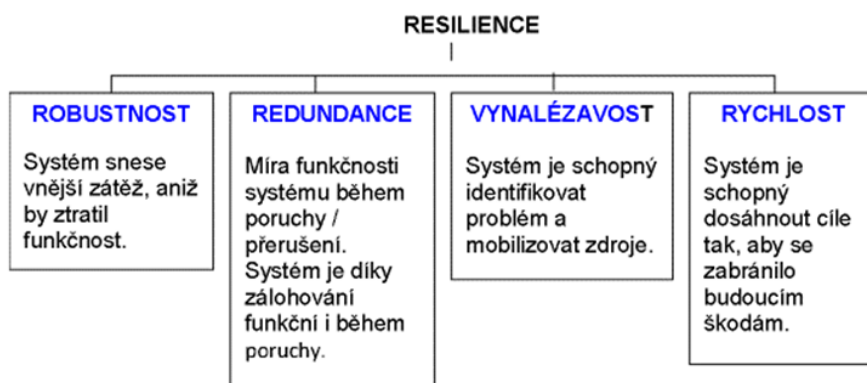 RESILIENCE
ROBUSTNOST
Systém snese
vnější zátěž, aniž
by ztratil
funkčnost.
REDUNDANCE
Míra funkčnosti
systému během
poruchy /
přerušení.
Systém je díky
zálohování
funkční i během
poruchy.
VYNALÉZAVOST
Systém je schopný
identifikovat
problém a
mobilizovat zdroje.
RYCHLOST
Systém je
schopný
dosáhnout cíle
tak, aby se
zabránilo
budoucím
škodám.